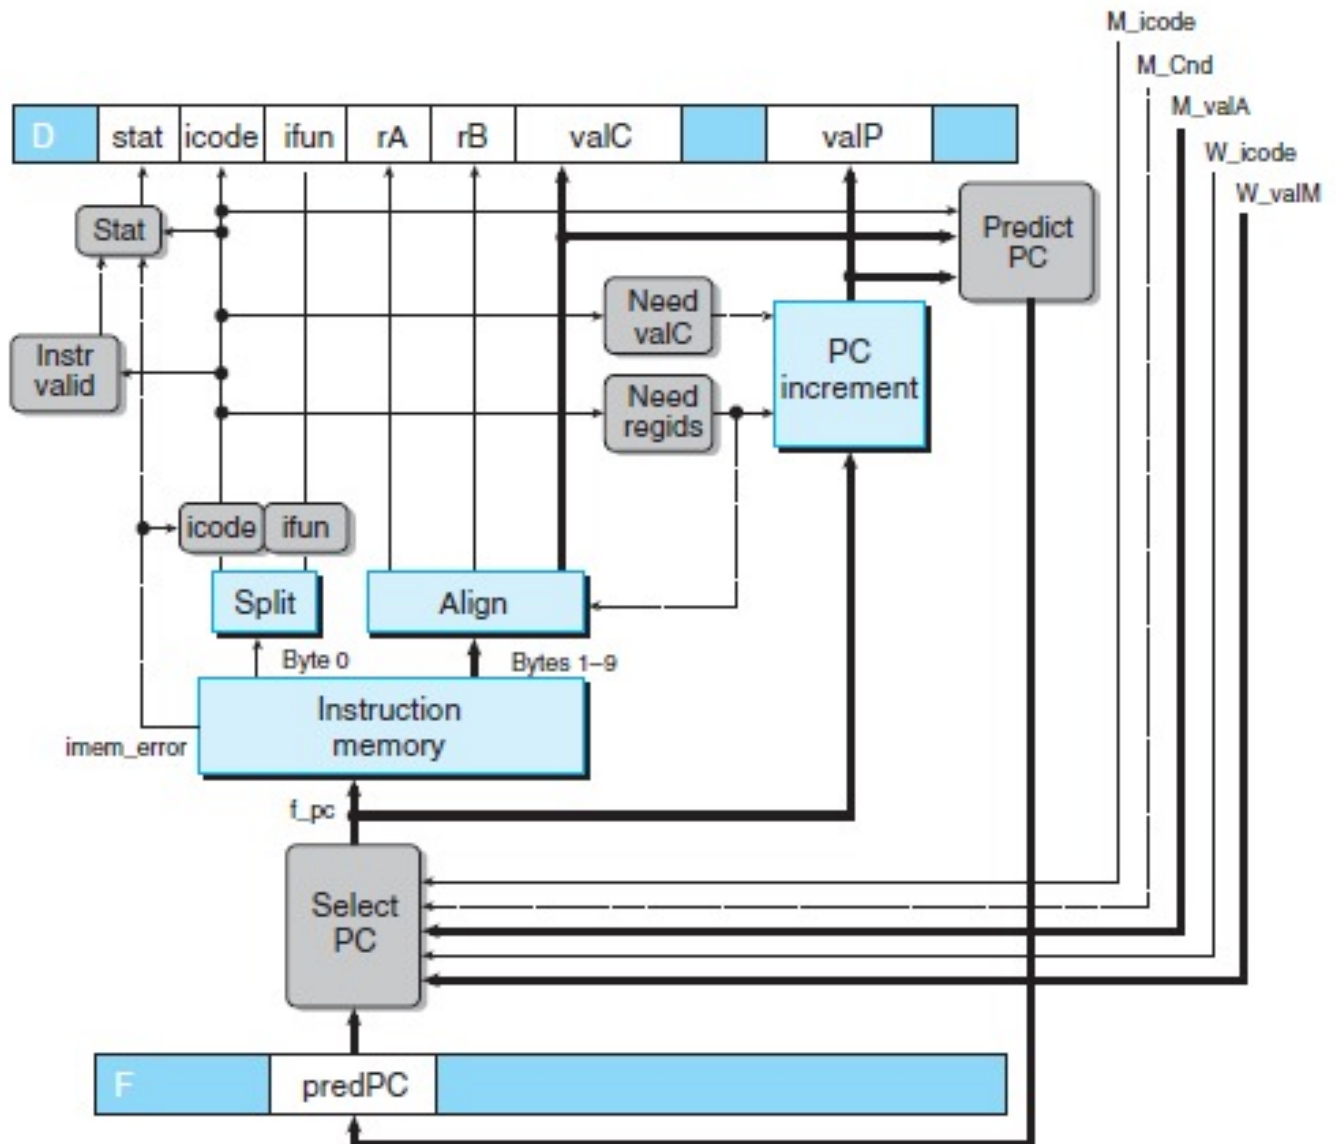 M_icode
M_Cnd
M_valA
W_icode
W_valM
D stat icode ifun rA rB valC valP
Stat
Predict
PC
Need
valC
Instr
valid
PC
increment
Need
regids
icode ifun
Split
Align
Byte 0
Bytes 1–9
Instruction
memory
imem_error
f_pc
Select
PC
F predPC